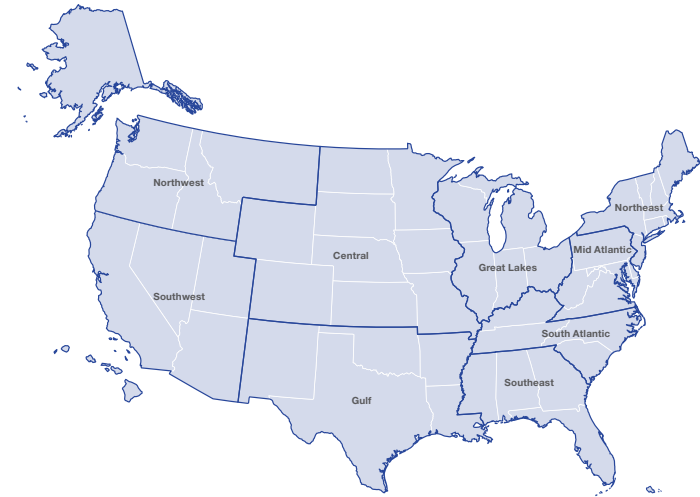 Northwest
Northeast
Mid Atlantic
Central
Great Lakes
Southwest
South Atlantic
Southeast
Gulf